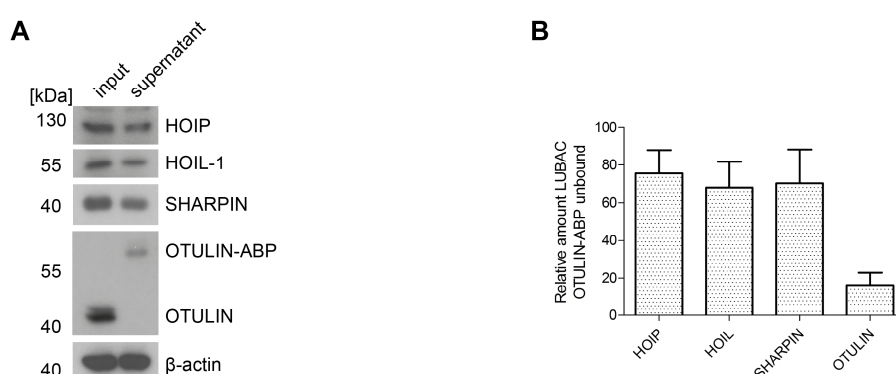 A
input
supernatant
[kDa]
130
HOIP
55
HOIL-1
40
SHARPIN
OTULIN-ABP
55
OTULIN
40
β-actin
40
B
Relative amount LUBAC
OTULIN-ABP unbound
100
80
60
40
20
0
HOIP
HOIL
SHARPIN
OTULIN